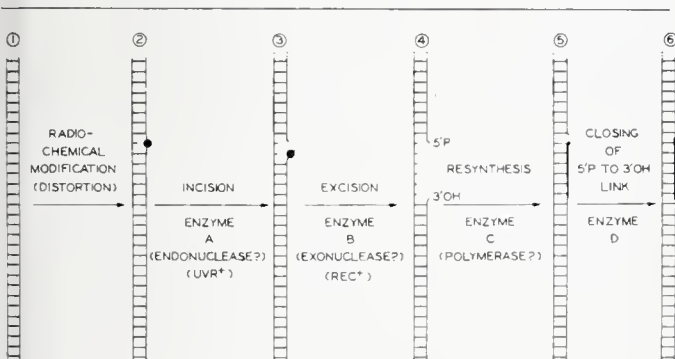 ① ② ③ ④ ⑤ ⑥
RADIO-
CHEMICAL
MODIFICATION
(DISTORTION)
INCISION
ENZYME
A
(ENDONUCLEASE?)
(UVR⁺)
EXCISION
ENZYME
B
(EXONUCLEASE?)
(REC⁺)
5'P
3'OH
RESYNTHESIS
ENZYME
C
(POLYMERASE?)
CLOSING
OF
5'P TO 3'OH
LINK
ENZYME
D